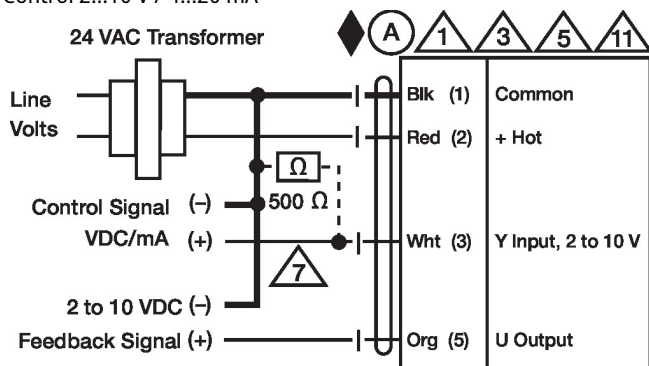 Control 2...10 V / 4...20 mA
24 VAC Transformer
A 1 3 5 11
Line
Volts
Blk (1) Common
Red (2) + Hot
Ω
500 Ω
Control Signal (–)
VDC/mA (+)
Wht (3) Y Input, 2 to 10 V
7
2 to 10 VDC (–)
Feedback Signal (+)
Org (5) U Output